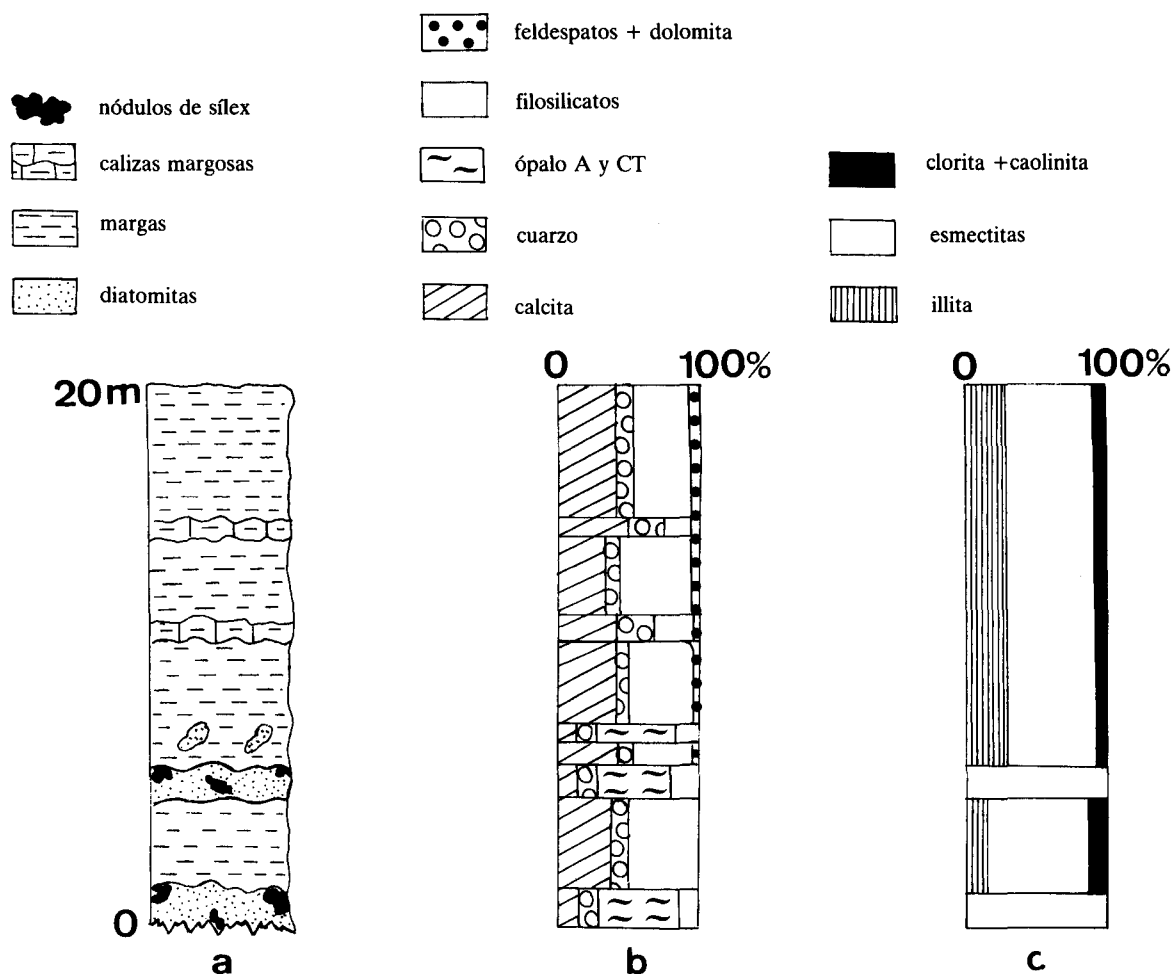 nódulos de sílex
calizas margosas
margas
diatomitas
feldespatos + dolomita
filosilicatos
ópalo A y CT
cuarzo
calcita
clorita +caolinita
esmectitas
illita
20 m
0
a
0 100%
b
0 100%
c